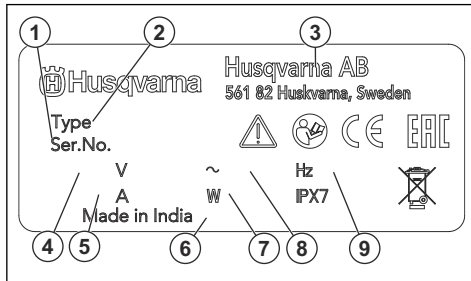 1
2
3
Husqvarna
Husqvarna AB
561 82 Huskvarna, Sweden
Type
Ser.No.
CE
EAC
V
~
Hz
A
W
IPX7
Made in India
4
5
6
7
8
9